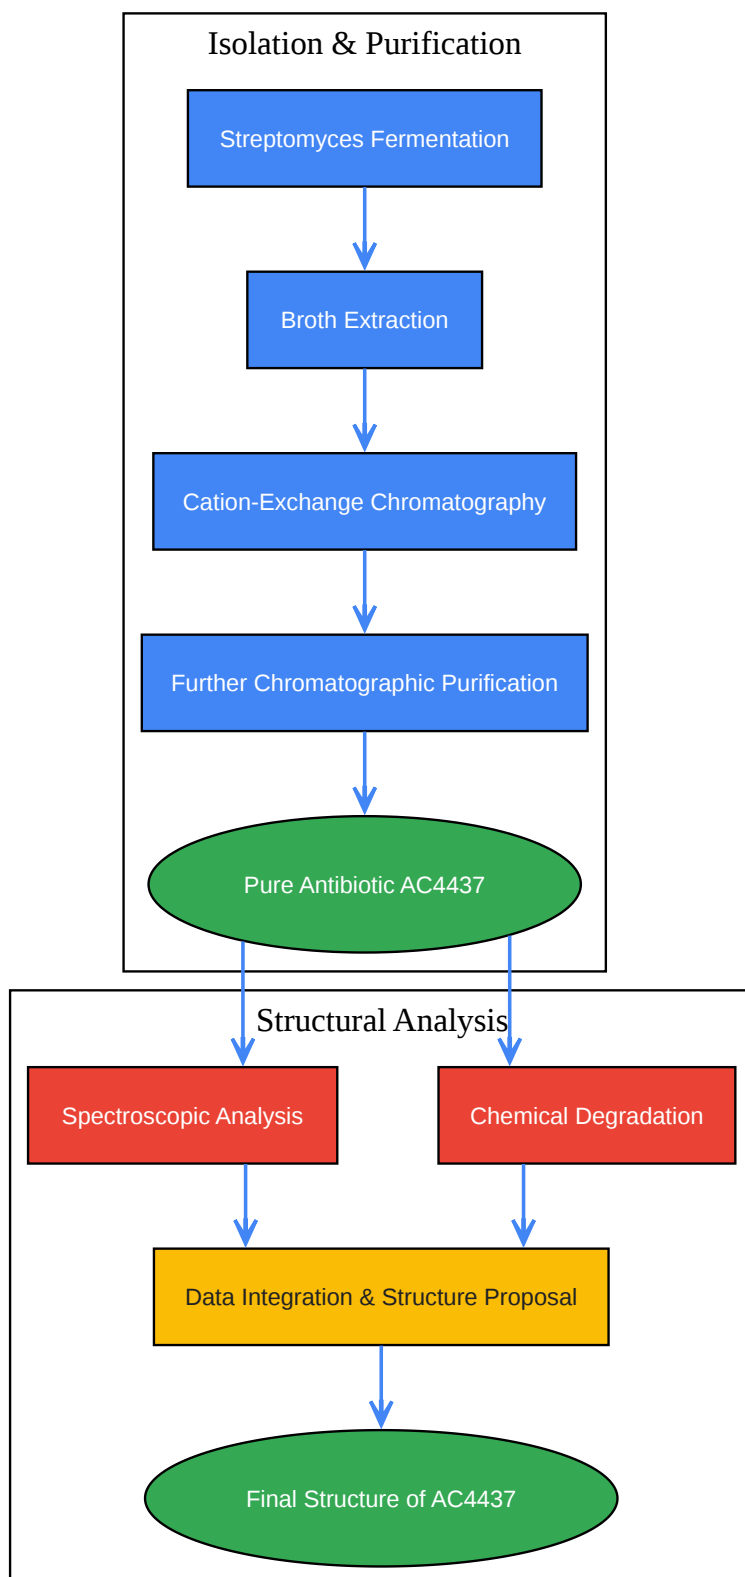 Isolation & Purification
Streptomyces Fermentation
Broth Extraction
Cation-Exchange Chromatography
Further Chromatographic Purification
Pure Antibiotic AC4437
Structural Analysis
Spectroscopic Analysis
Chemical Degradation
Data Integration & Structure Proposal
Final Structure of AC4437